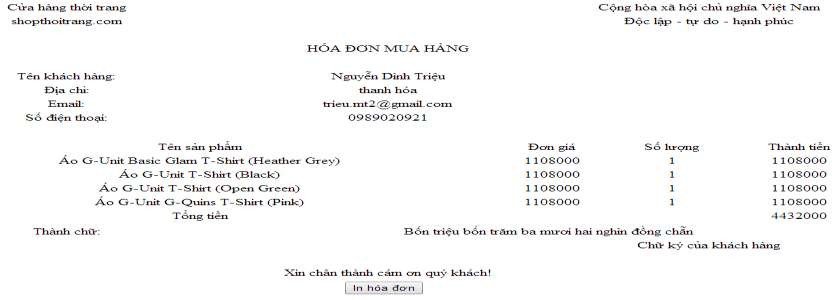 Cửa hàng thời trang Cộng hòa xã hội chủ nghĩa Việt Nam
shopthoitrang.com Độc lập - tự do - hạnh phúc
HÓA ĐƠN MUA HÀNG
Tên khách hàng: Nguyễn Dình Triệu
Địa chỉ: thanh hóa
Email: trieu.mt2@gmail.com
Số điện thoại: 0989020921
Tên sản phẩm Đơn giá Số lượng Thành tiền
Áo G-Unit Basic Glam T-Shirt (Heather Grey) 1108000 1 1108000
Áo G-Unit T-Shirt (Black) 1108000 1 1108000
Áo G-Unit T-Shirt (Open Green) 1108000 1 1108000
Áo G-Unit G-Quins T-Shirt (Pink) 1108000 1 1108000
Tổng tiền 4432000
Thành chữ: Bốn triệu bốn trăm ba mươi hai nghìn đồng chẵn
Chữ ký của khách hàng
Xin chân thành cám ơn quý khách!
In hóa đơn